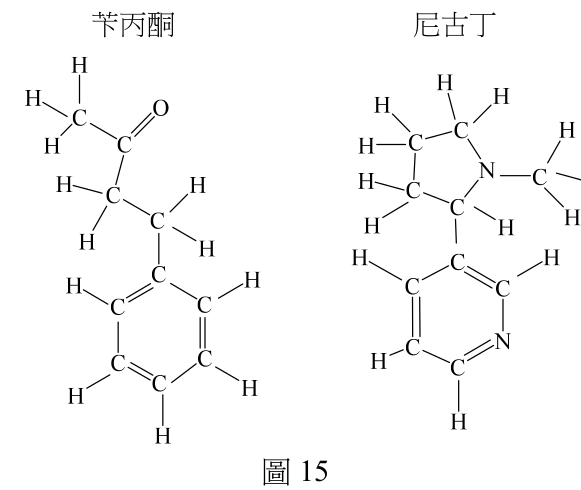 苄丙酮 尼古丁
H H
H C O H H
H C H C C
H C H H C N C H
H C H H C C H H
H C H H C H
H C C H C C
C C H C N
H C H H C
H H
圖 15